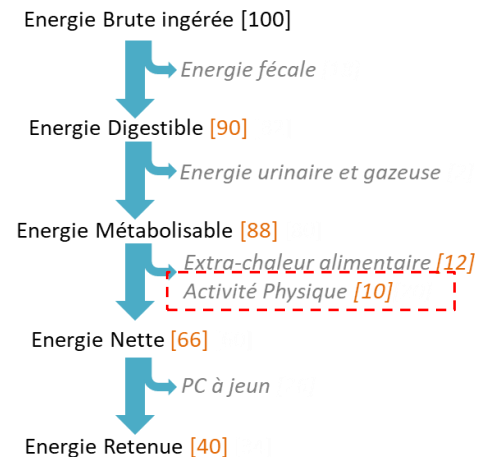 Energie Brute ingérée [100]
Energie fécale
Energie Digestible [90]
Energie urinaire et gazeuse
Energie Métabolisable [88]
Extra-chaleur alimentaire [12]
Activité Physique [10]
Energie Nette [66]
PC à jeun
Energie Retenue [40]